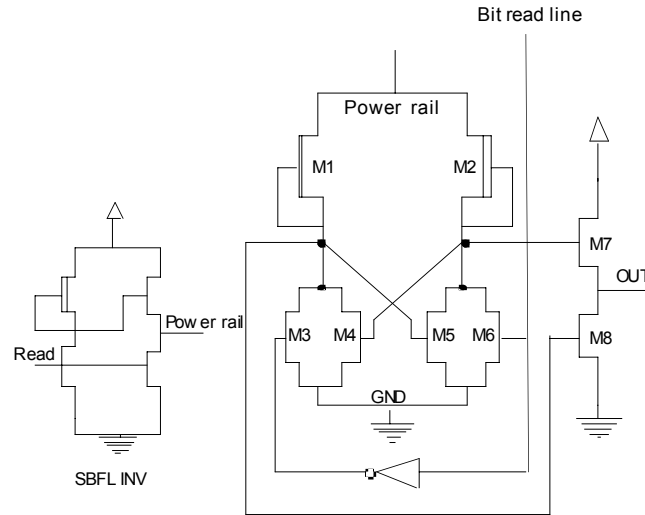 Bit read line
Power rail
M1
M2
M7
OUT
Power rail
M3
M4
M5
M6
M8
Read
GND
SBFL INV